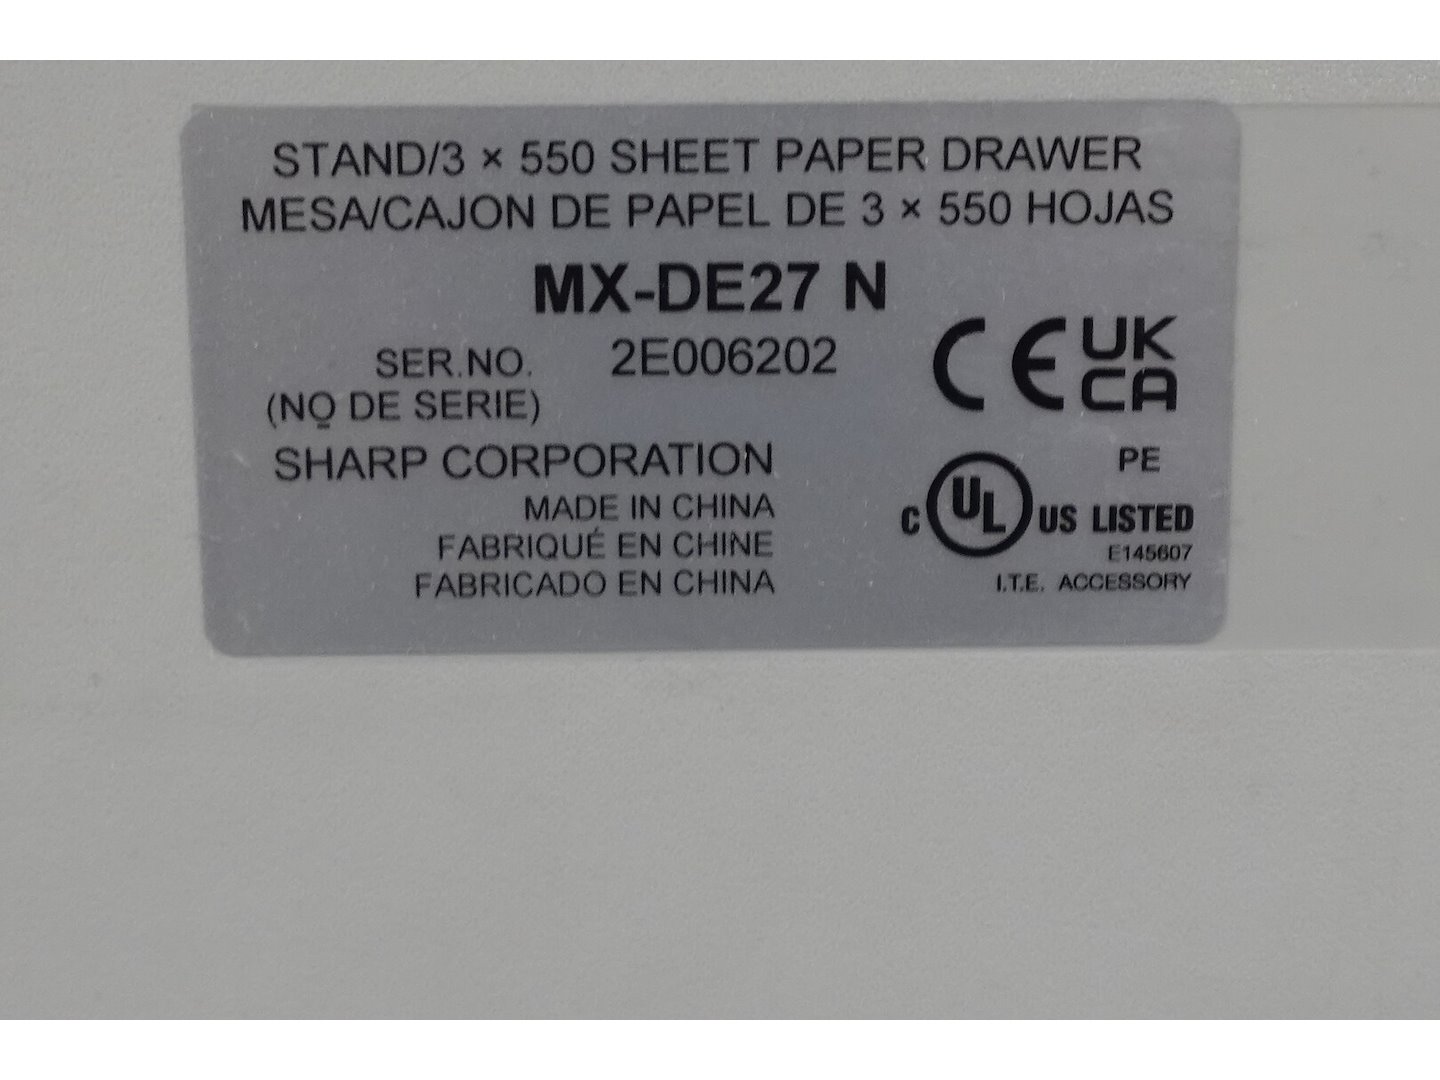 STAND/3 × 550 SHEET PAPER DRAWER
MESA/CAJON DE PAPEL DE 3 × 550 HOJAS
MX-DE27 N
SER.NO. 2E006202
(NO̱ DE SERIE)
SHARP CORPORATION
MADE IN CHINA
FABRIQUÉ EN CHINE
FABRICADO EN CHINA
CE UK
CA
PE
C UL US LISTED
E145607
I.T.E. ACCESSORY